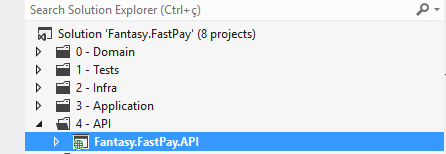 Search Solution Explorer (Ctrl+ç)
Solution 'Fantasy.FastPay' (8 projects)
0 - Domain
1 - Tests
2 - Infra
3 - Application
4 - API
Fantasy.FastPay.API